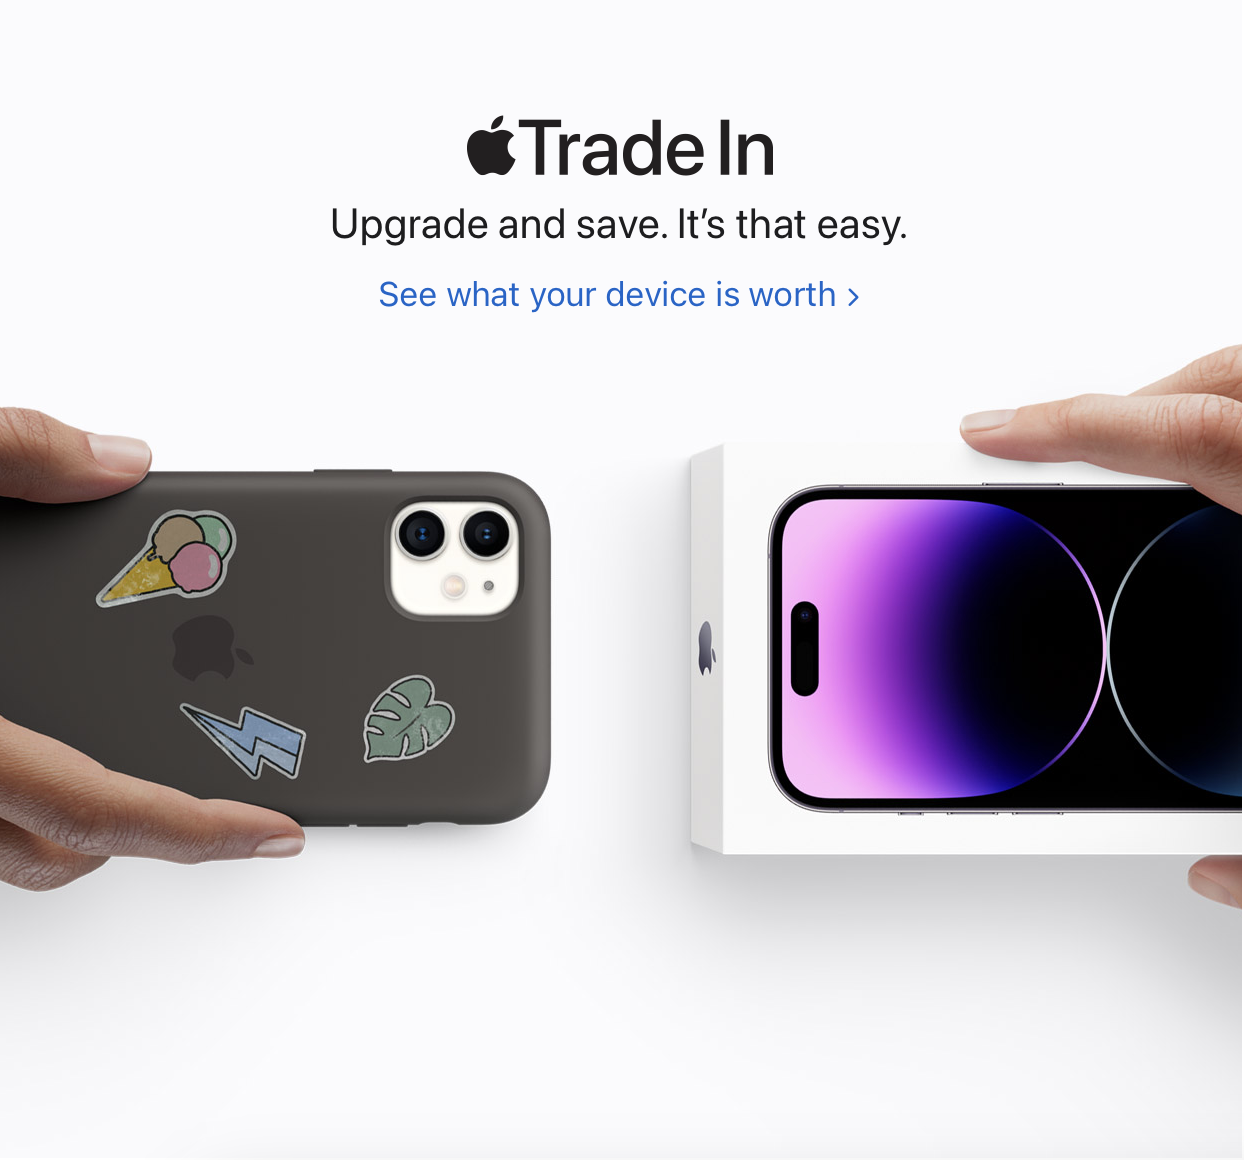 Trade In
Upgrade and save. It’s that easy.
See what your device is worth ›